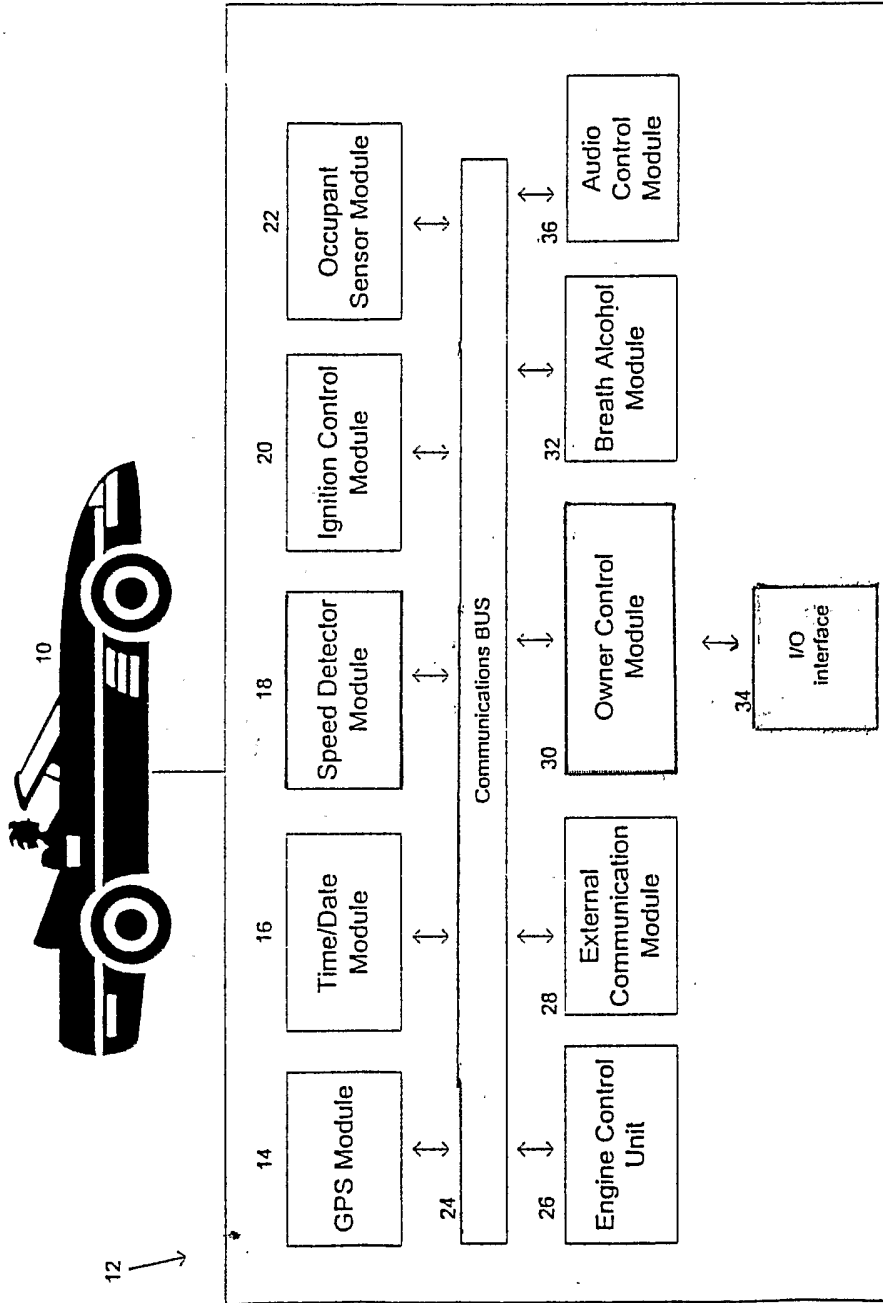 12
10
14
GPS Module
16
Time/Date
Module
18
Speed Detector
Module
20
Ignition Control
Module
22
Occupant
Sensor Module
24
Communications BUS
26
Engine Control
Unit
28
External
Communication
Module
30
Owner Control
Module
32
Breath Alcohol
Module
36
Audio
Control
Module
34
I/O
interface